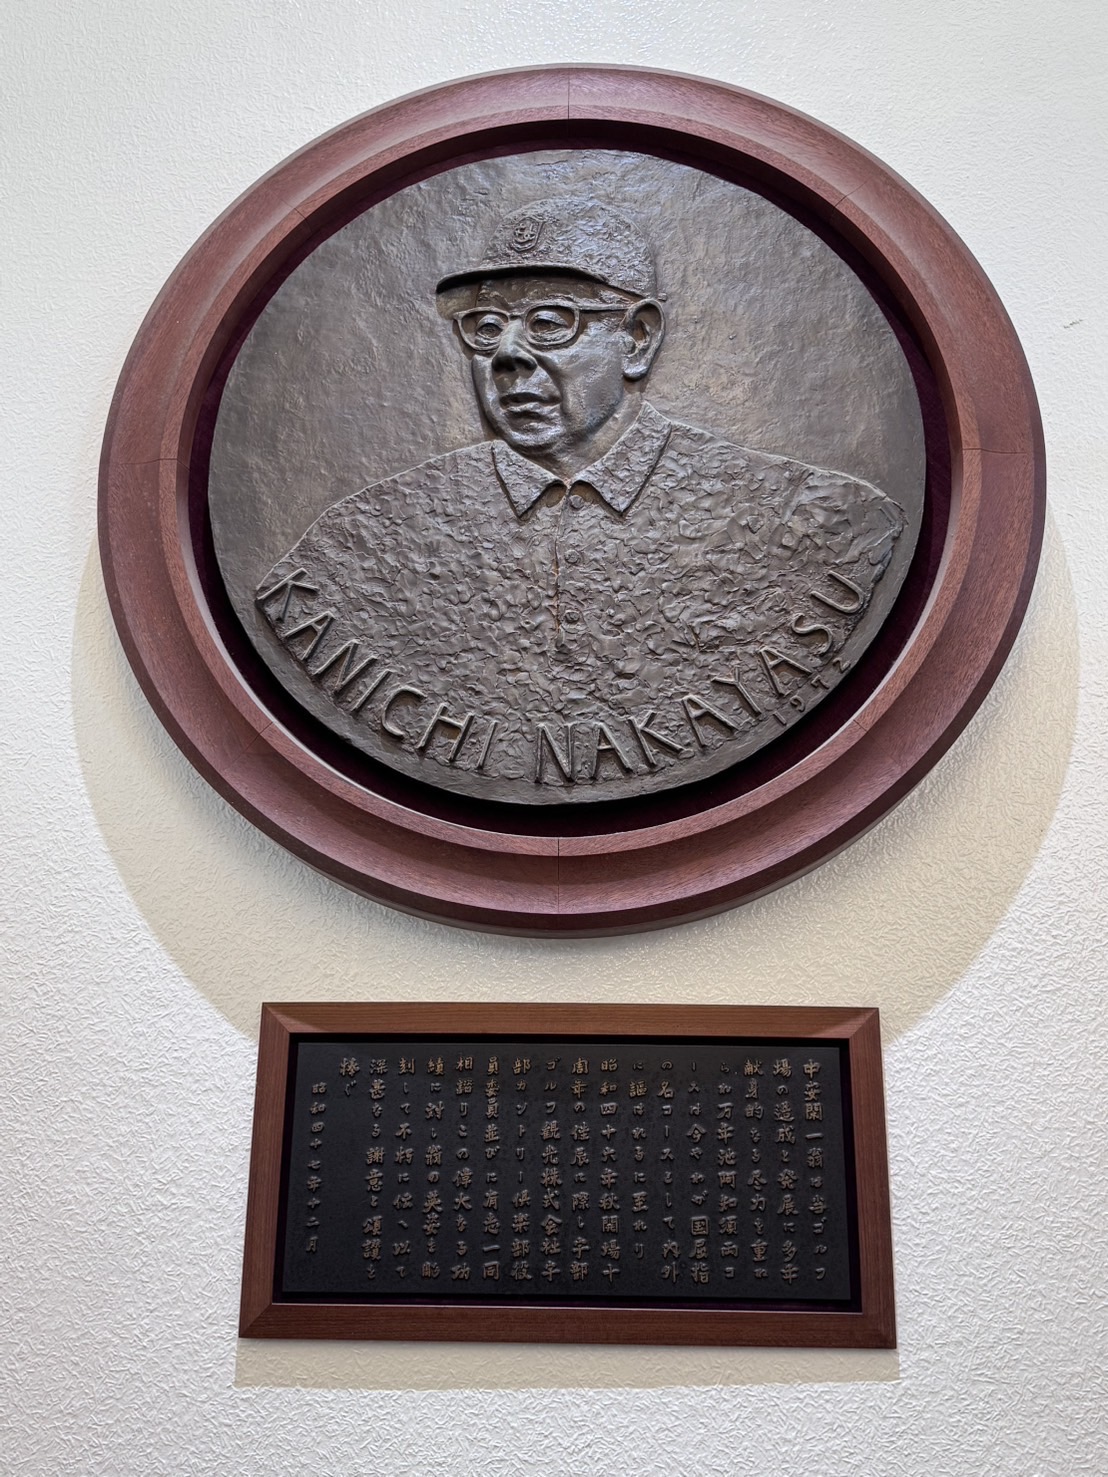 KANICHI NAKAYASU
1972
中安閑一翁は当ゴルフ
場の造成と発展に多年
献身的なる尽力を重ね
られ万年池阿知須両コ
ースは今やわが国屈指
の名コースとして内外
に謳はれるに至れり
昭和四十六年秋開場十
周年の佳辰に際し宇部
ゴルフ観光株式会社宇
部カントリー倶楽部役
員委員並びに有志一同
相諮りこの偉大なる功
績に対し翁の英姿を彫
刻して不朽に伝へ以て
深甚なる謝意と頌護を
捧ぐ
昭和四十七年十二月